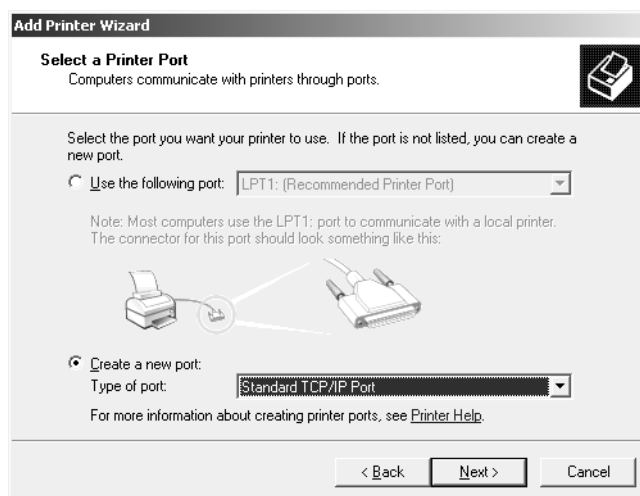 Add Printer Wizard
Select a Printer Port
Computers communicate with printers through ports.
Select the port you want your printer to use. If the port is not listed, you can create a
new port.
Use the following port: LPT1: (Recommended Printer Port)
Note: Most computers use the LPT1: port to communicate with a local printer.
The connector for this port should look something like this:
Create a new port:
Type of port: Standard TCP/IP Port
For more information about creating printer ports, see Printer Help.
< Back Next > Cancel